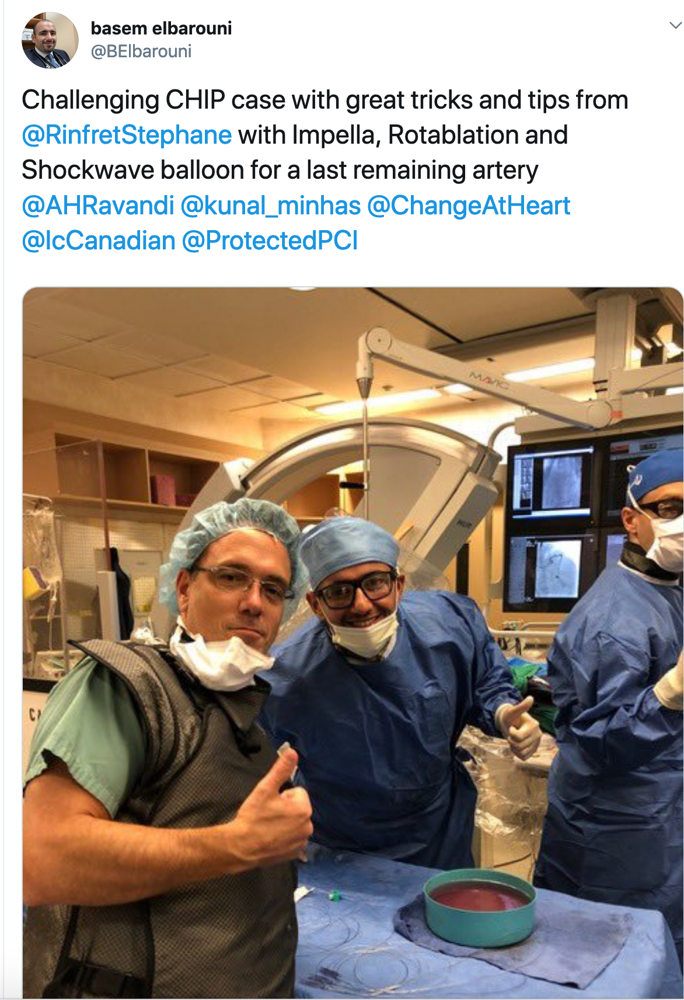 basem elbarouni
@BElbarouni
Challenging CHIP case with great tricks and tips from
@RinfretStephane with Impella, Rotablation and
Shockwave balloon for a last remaining artery
@AHRavandi @kunal_minhas @ChangeAtHeart
@IcCanadian @ProtectedPCI
MAVIG